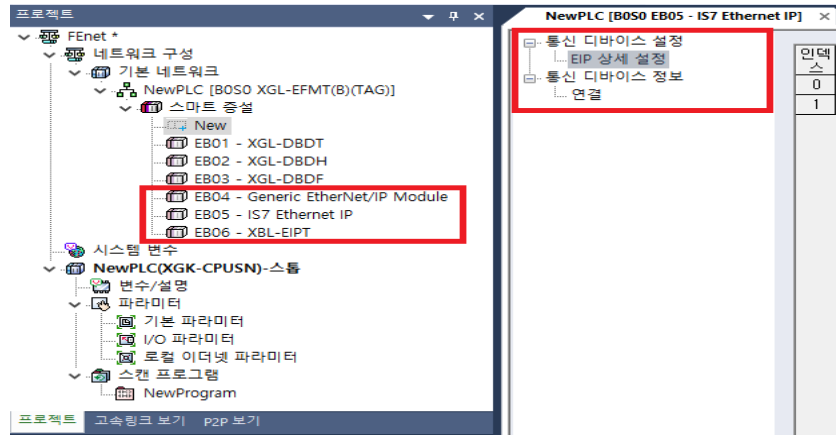 프로젝트
FEnet *
네트워크 구성
기본 네트워크
NewPLC [B0S0 XGL-EFMT(B)(TAG)]
스마트 증설
New
EB01 - XGL-DBDT
EB02 - XGL-DBDH
EB03 - XGL-DBDF
EB04 - Generic EtherNet/IP Module
EB05 - IS7 Ethernet IP
EB06 - XBL-EIPT
시스템 변수
NewPLC(XGK-CPUSN)-스톱
변수/설명
파라미터
기본 파라미터
I/O 파라미터
로컬 이더넷 파라미터
스캔 프로그램
NewProgram
프로젝트 고속링크 보기 P2P 보기
NewPLC [B0S0 EB05 - IS7 Ethernet IP]
통신 디바이스 설정
EIP 상세 설정
통신 디바이스 정보
연결
인덱
스
0
1